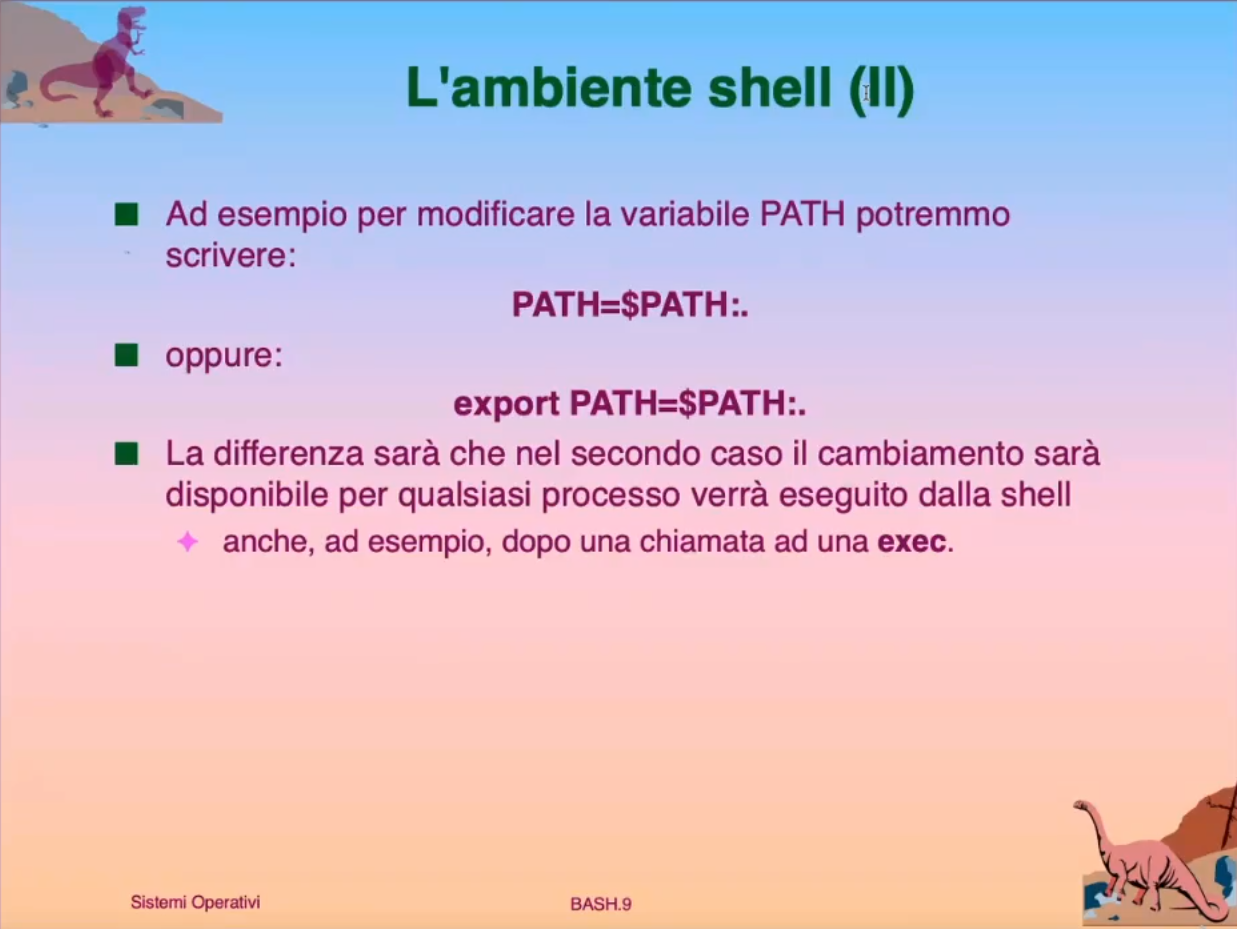 L'ambiente shell (II)
Ad esempio per modificare la variabile PATH potremmo
scrivere:
PATH=$PATH:.
oppure:
export PATH=$PATH:.
La differenza sarà che nel secondo caso il cambiamento sarà
disponibile per qualsiasi processo verrà eseguito dalla shell
anche, ad esempio, dopo una chiamata ad una exec.
Sistemi Operativi
BASH.9